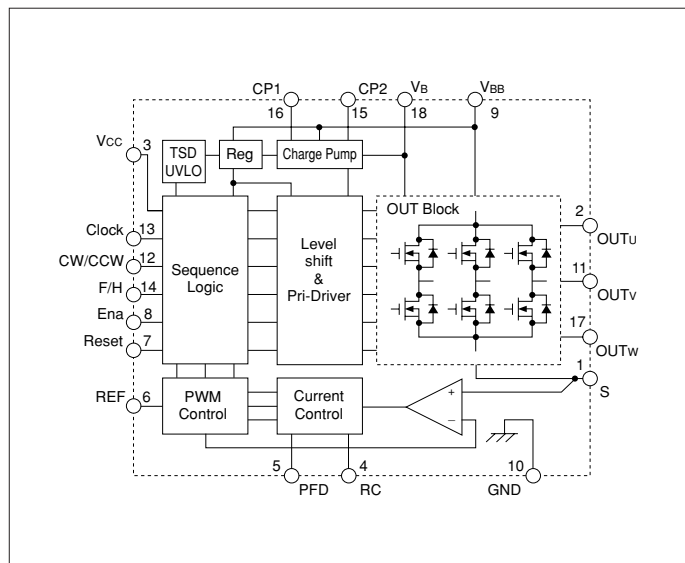 CP1
CP2
VB
VBB
16
15
18
9
VCC
3
TSD
UVLO
Reg
Charge Pump
Clock
13
CW/CCW
12
F/H
14
Ena
8
Reset
7
Sequence
Logic
Level
shift
&
Pri-Driver
OUT Block
2
OUTU
11
OUTV
17
OUTW
1
S
REF
6
PWM
Control
Current
Control
+
−
5
PFD
4
RC
10
GND